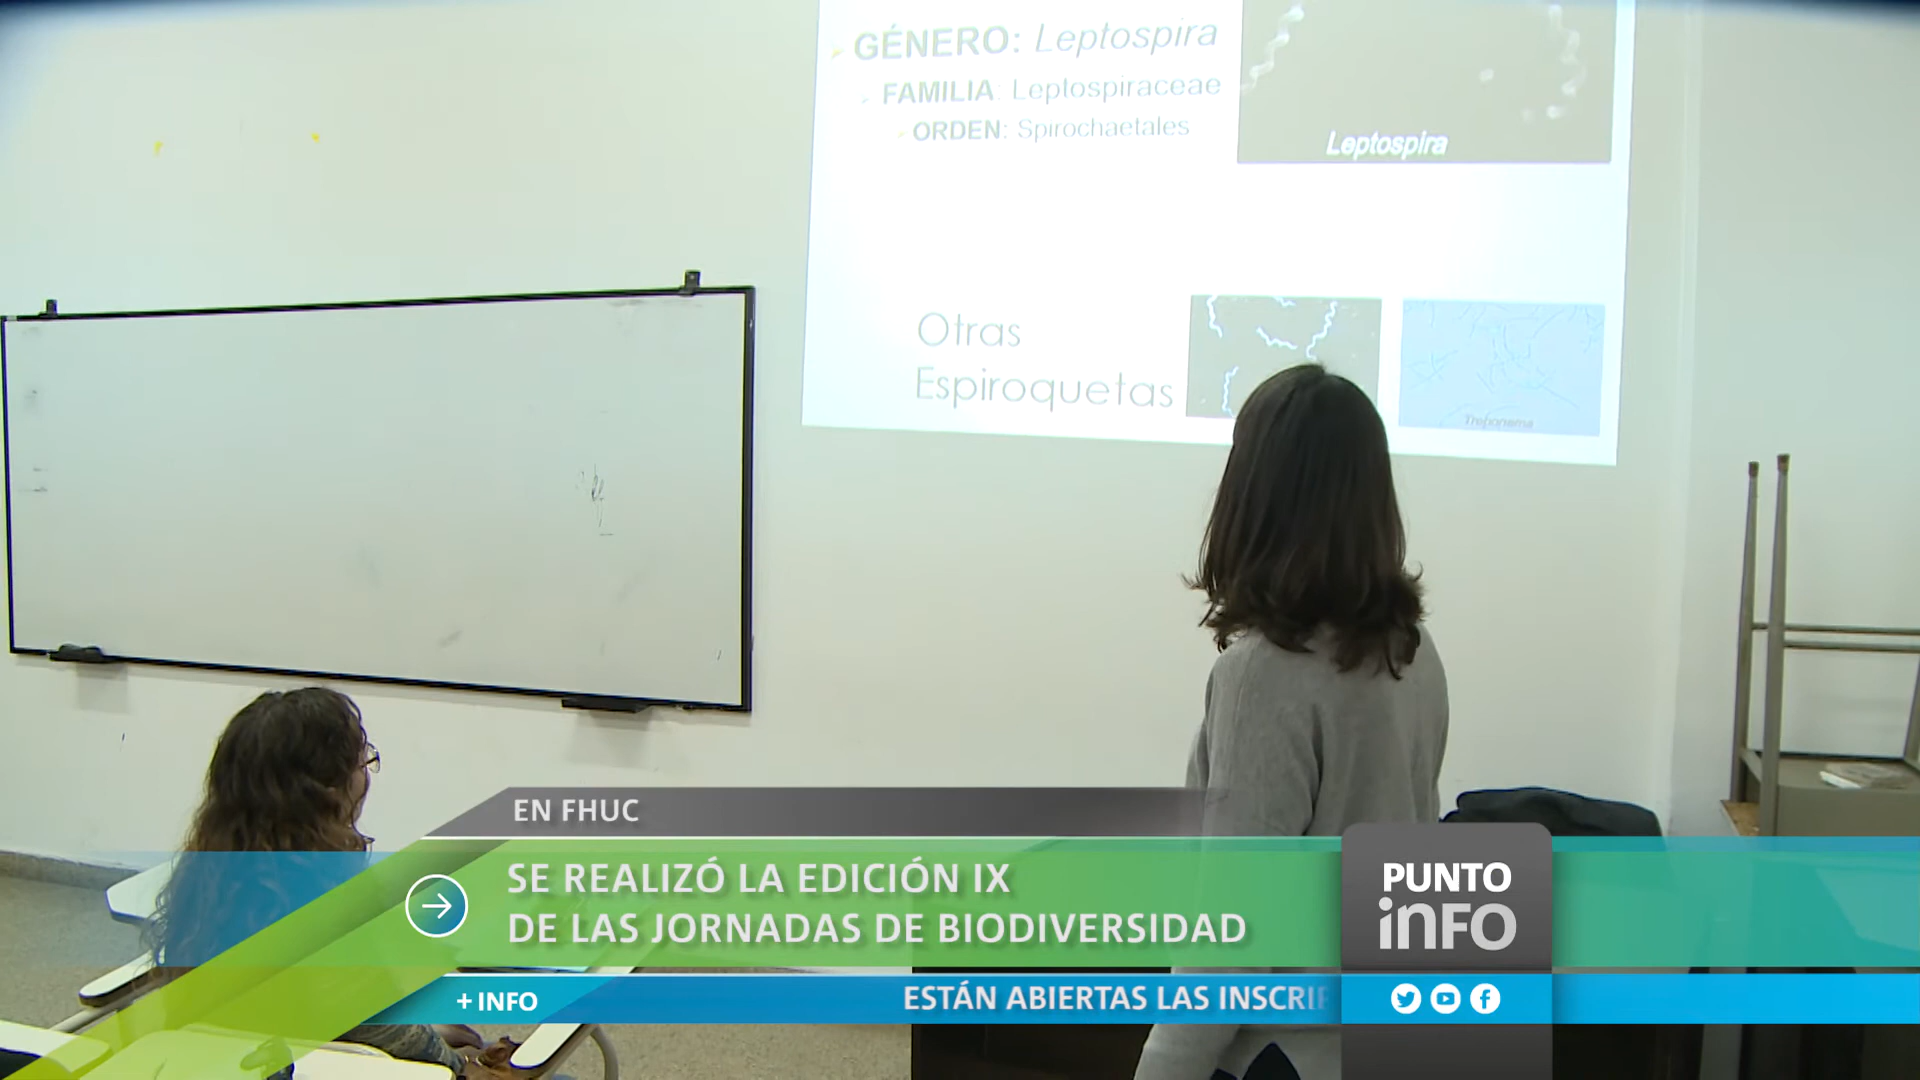 GÉNERO: Leptospira
FAMILIA: Leptospiraceae
ORDEN: Spirochaetales
Leptospira
Otras
Espiroquetas
Treponema
EN FHUC
SE REALIZÓ LA EDICIÓN IX
DE LAS JORNADAS DE BIODIVERSIDAD
PUNTO
inFO
+ INFO
ESTÁN ABIERTAS LAS INSCRIP